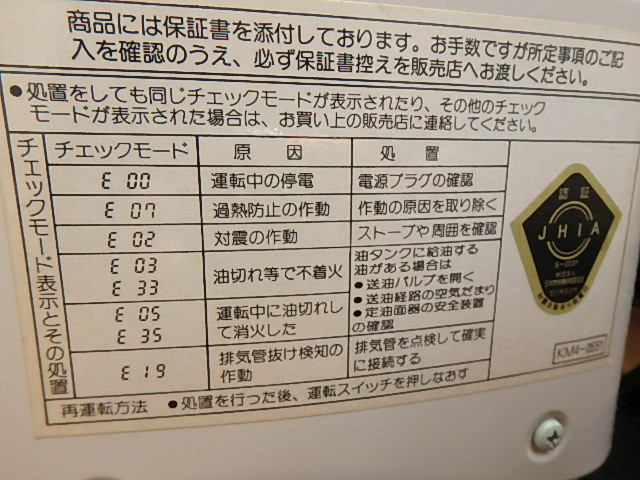 商品には保証書を添付しております。お手数ですが所定事項のご記
入を確認のうえ、必ず保証書控えを販売店へお渡しください。
●処置をしても同じチェックモードが表示されたり、その他のチェック
モードが表示された場合は、お買い上の販売店に連絡してください。
チェックモード表示とその処置
チェックモード 原因 処置
E 00 運転中の停電 電源プラグの確認
E 07 過熱防止の作動 作動の原因を取り除く
E 02 対震の作動 ストーブや周囲を確認
E 03
E 33
油切れ等で不着火
油タンクに給油する
油がある場合は
●送油バルブを開く
●送油経路の空気だまり
●定油面器の安全装置
の確認
E 05
E 35
運転中に油切れし
て消火した
E 19
排気管抜け検知の
作動
排気管を点検して確実
に接続する
再運転方法 ●処置を行った後、運転スイッチを押しなおす
認証
JHIA
KM4-0551